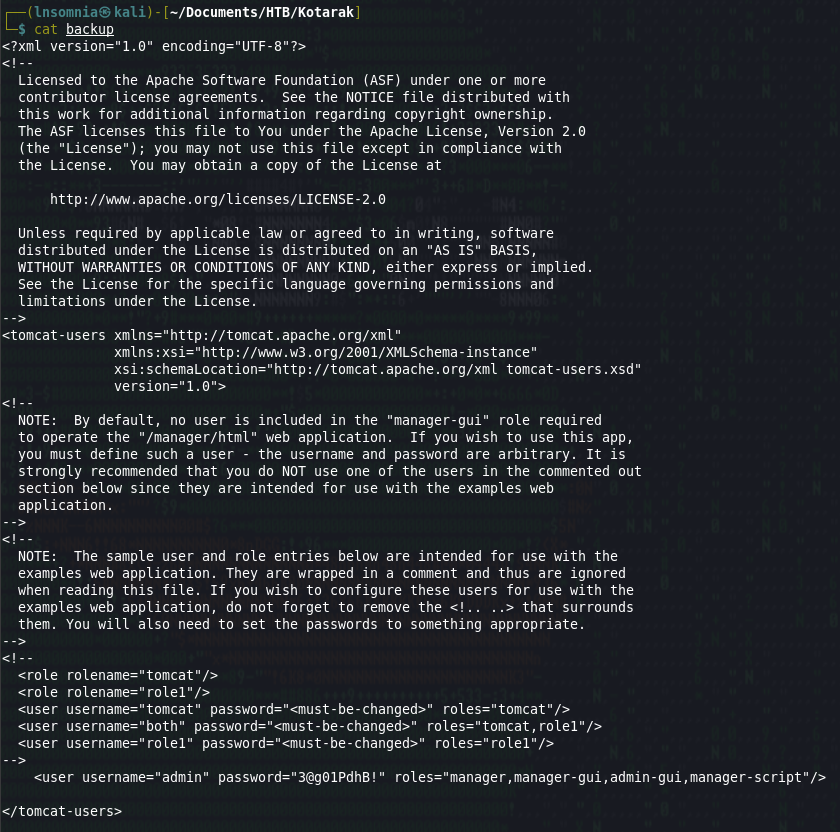 ┌──(lnsomnia㉿kali)-[~/Documents/HTB/Kotarak]
└─$ cat backup
<?xml version="1.0" encoding="UTF-8"?>
<!--
  Licensed to the Apache Software Foundation (ASF) under one or more
  contributor license agreements.  See the NOTICE file distributed with
  this work for additional information regarding copyright ownership.
  The ASF licenses this file to You under the Apache License, Version 2.0
  (the "License"); you may not use this file except in compliance with
  the License.  You may obtain a copy of the License at

      http://www.apache.org/licenses/LICENSE-2.0

  Unless required by applicable law or agreed to in writing, software
  distributed under the License is distributed on an "AS IS" BASIS,
  WITHOUT WARRANTIES OR CONDITIONS OF ANY KIND, either express or implied.
  See the License for the specific language governing permissions and
  limitations under the License.
-->
<tomcat-users xmlns="http://tomcat.apache.org/xml"
              xmlns:xsi="http://www.w3.org/2001/XMLSchema-instance"
              xsi:schemaLocation="http://tomcat.apache.org/xml tomcat-users.xsd"
              version="1.0">
<!--
  NOTE:  By default, no user is included in the "manager-gui" role required
  to operate the "/manager/html" web application.  If you wish to use this app,
  you must define such a user - the username and password are arbitrary. It is
  strongly recommended that you do NOT use one of the users in the commented out
  section below since they are intended for use with the examples web
  application.
-->
<!--
  NOTE:  The sample user and role entries below are intended for use with the
  examples web application. They are wrapped in a comment and thus are ignored
  when reading this file. If you wish to configure these users for use with the
  examples web application, do not forget to remove the <!.. ..> that surrounds
  them. You will also need to set the passwords to something appropriate.
-->
<!--
  <role rolename="tomcat"/>
  <role rolename="role1"/>
  <user username="tomcat" password="<must-be-changed>" roles="tomcat"/>
  <user username="both" password="<must-be-changed>" roles="tomcat,role1"/>
  <user username="role1" password="<must-be-changed>" roles="role1"/>
-->
    <user username="admin" password="3@g01PdhB!" roles="manager,manager-gui,admin-gui,manager-script"/>

</tomcat-users>